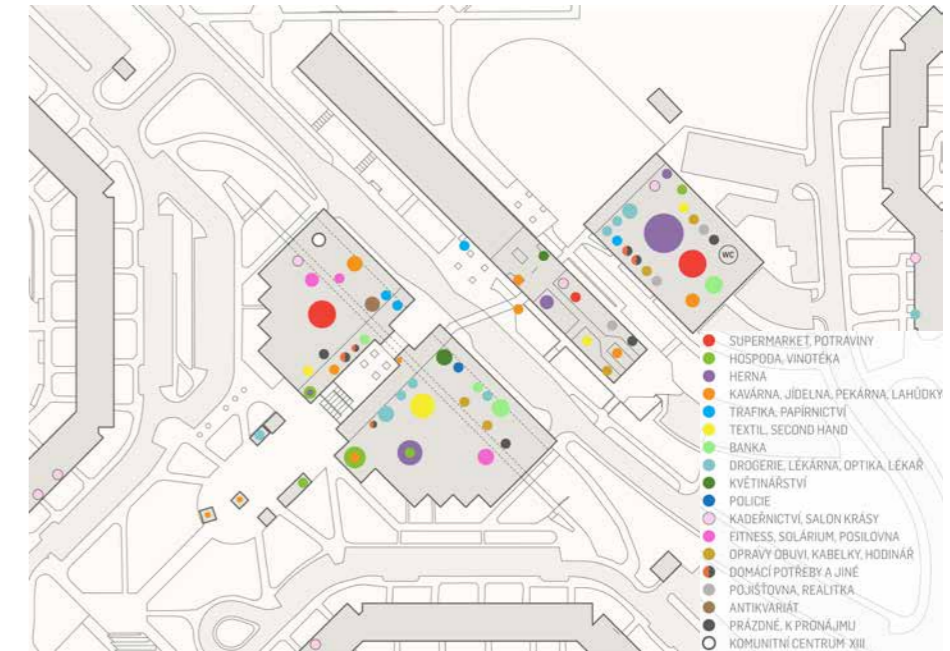 WC
SUPERMARKET, POTRAVINY
HOSPODA, VINOTÉKA
HERNA
KAVÁRNA, JÍDELNA, PEKÁRNA, LAHŮDKY
TRAFIKA, PAPÍRNICTVÍ
TEXTIL, SECOND HAND
BANKA
DROGERIE, LÉKÁRNA, OPTIKA, LÉKAŘ
KVĚTINÁŘSTVÍ
POLICIE
KADEŘNICTVÍ, SALON KRÁSY
FITNESS, SOLÁRIUM, POSILOVNA
OPRAVY OBUVI, KABELKY, HODINÁŘ
DOMÁCÍ POTŘEBY A JINÉ
POJIŠŤOVNA, REALITKA
ANTIKVARIÁT
PRÁZDNÉ, K PRONÁJMU
KOMUNITNÍ CENTRUM XIII